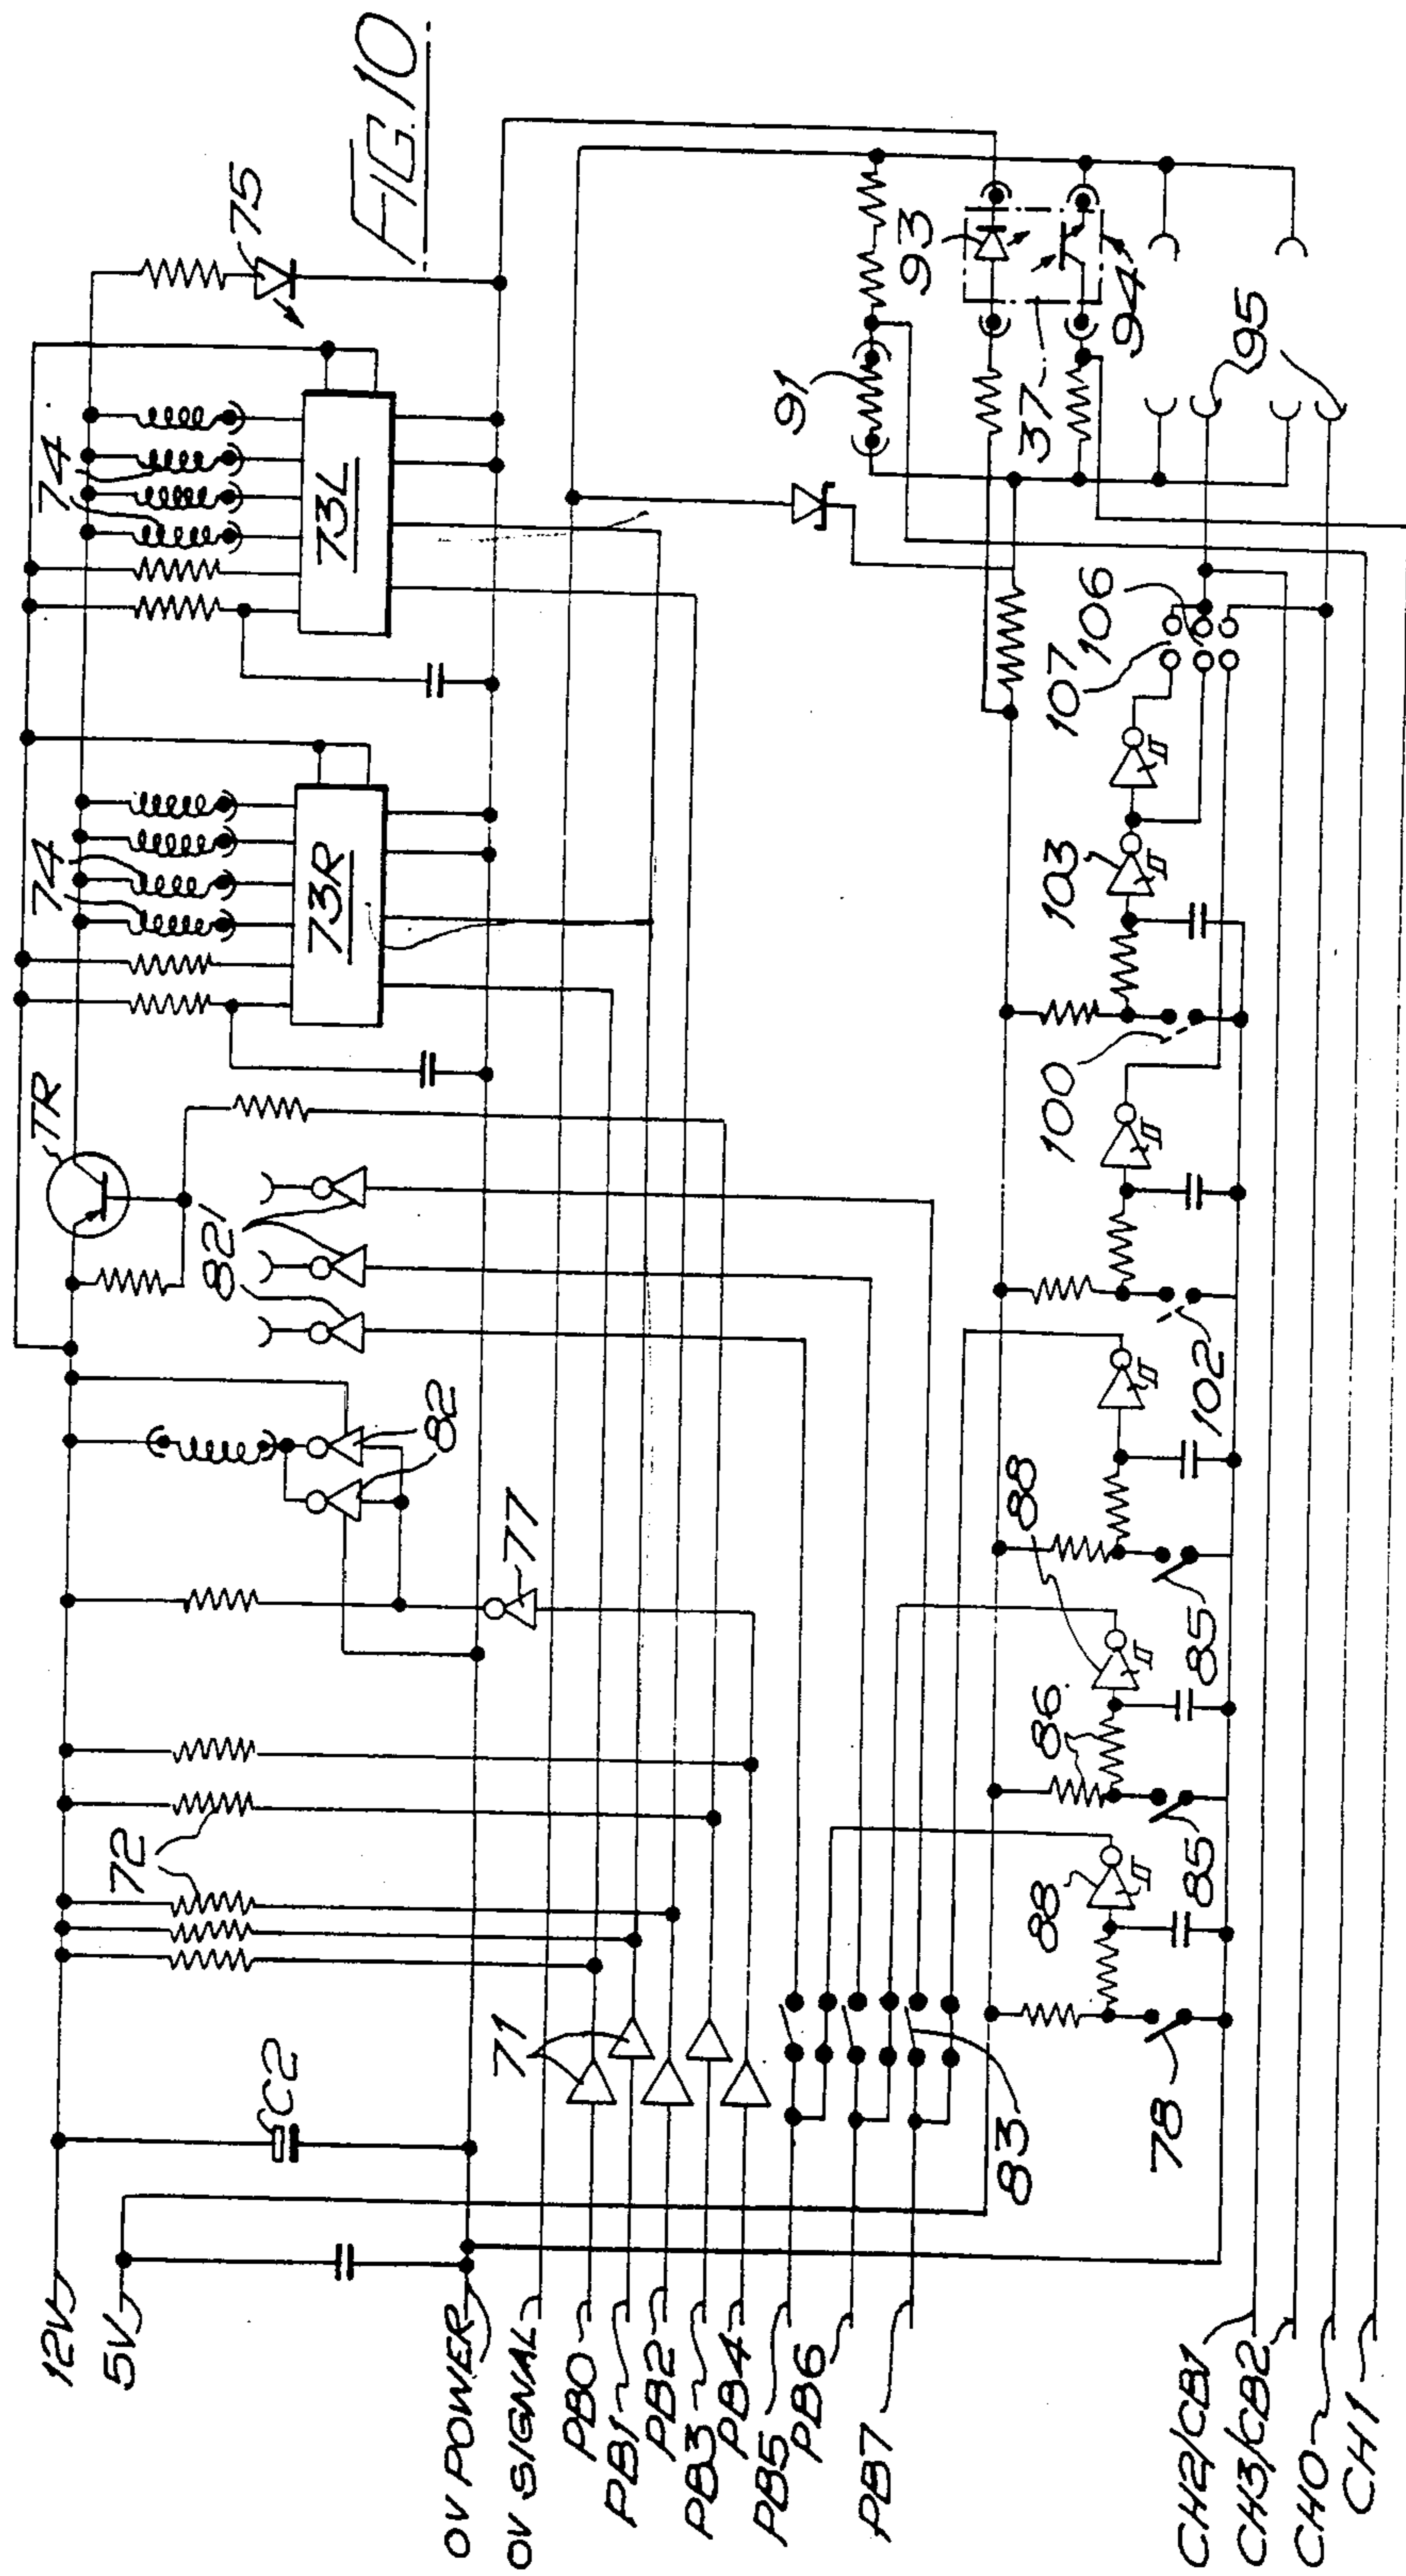 FIG.10
12V
5V
0V POWER
0V SIGNAL
PB0
PB1
PB2
PB3
PB4
PB5
PB6
PB7
CH2/CB1
CH3/CB2
CH0
CH1
C2
72
71
83
77
82
82'
TR
74
73R
74
73L
75
78
88
85
86
88
85
102
100
103
107
106
91
93
37
94
95